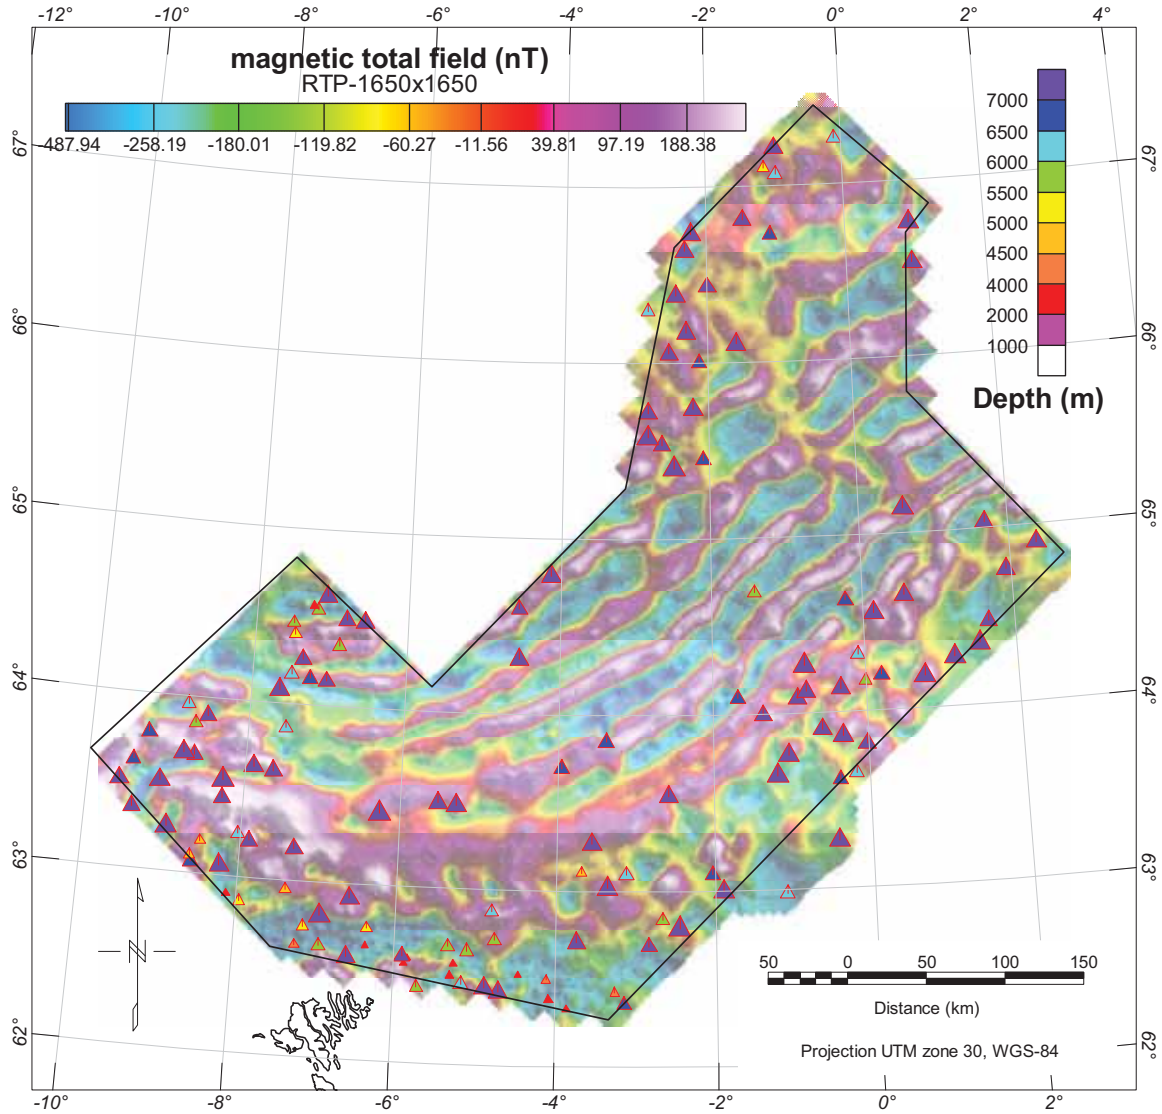 -12° -10° -8° -6° -4° -2° 0° 2° 4°
magnetic total field (nT)
RTP-1650x1650
-487.94 -258.19 -180.01 -119.82 -60.27 -11.56 39.81 97.19 188.38
7000
6500
6000
5500
5000
4500
4000
2000
1000
Depth (m)
67°
66°
65°
64°
63°
62°
67°
66°
65°
64°
63°
62°
N
50 0 50 100 150
Distance (km)
Projection UTM zone 30, WGS-84
-10° -8° -6° -4° -2° 0° 2°